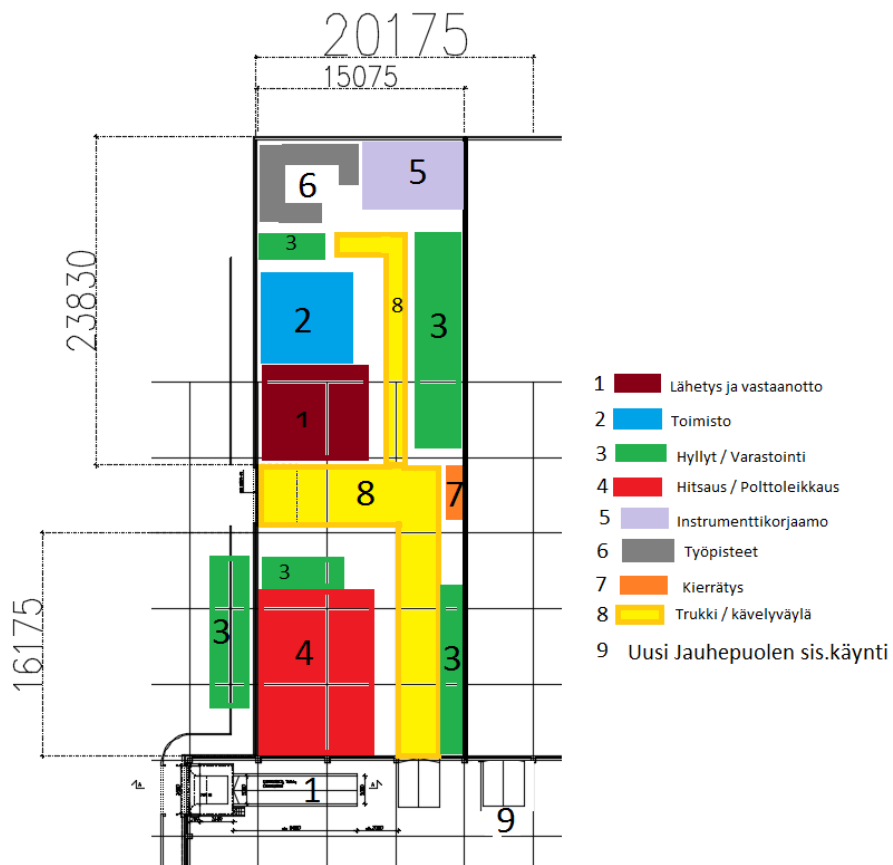 20175
15075
23830
16175
6
5
3
8
2
3
1
8
7
3
3
4
3
1
9
A
A
1 Lähetys ja vastaanotto
2 Toimisto
3 Hyllyt / Varastointi
4 Hitsaus / Polttoleikkaus
5 Instrumenttikorjaamo
6 Työpisteet
7 Kierrätys
8 Trukki / kävelyväylä
9 Uusi Jauhepuolen sis.käynti